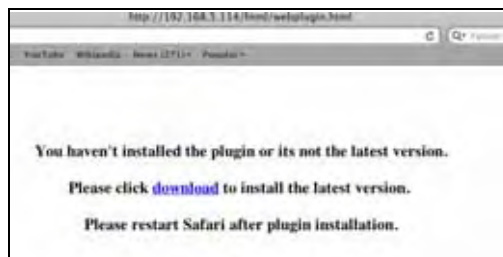 http://192.168.5.114/html/webplugin.html
YouTube Wikipedia News (271) Popular
You haven't installed the plugin or its not the latest version.
Please click download to install the latest version.
Please restart Safari after plugin installation.